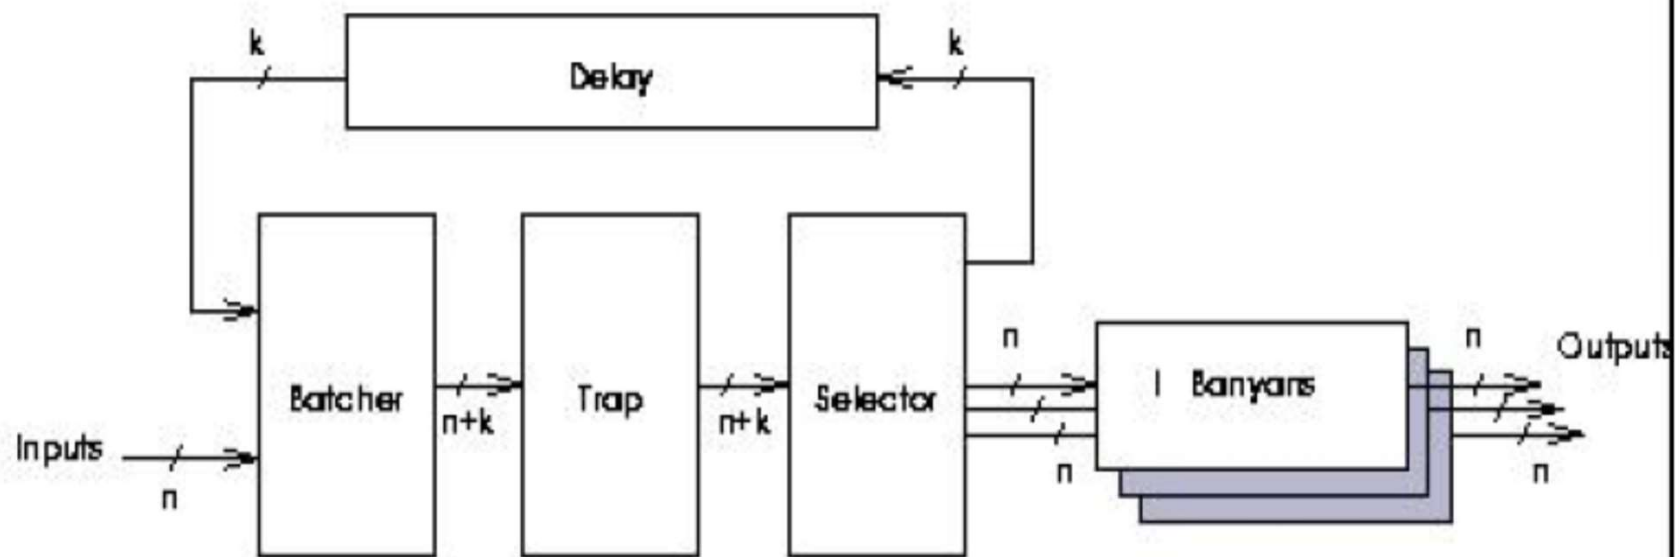 k
k
Delay
n
n
Outputs
Batcher
Trap
Selector
l Banyans
n+k
n+k
Inputs
n
n
n